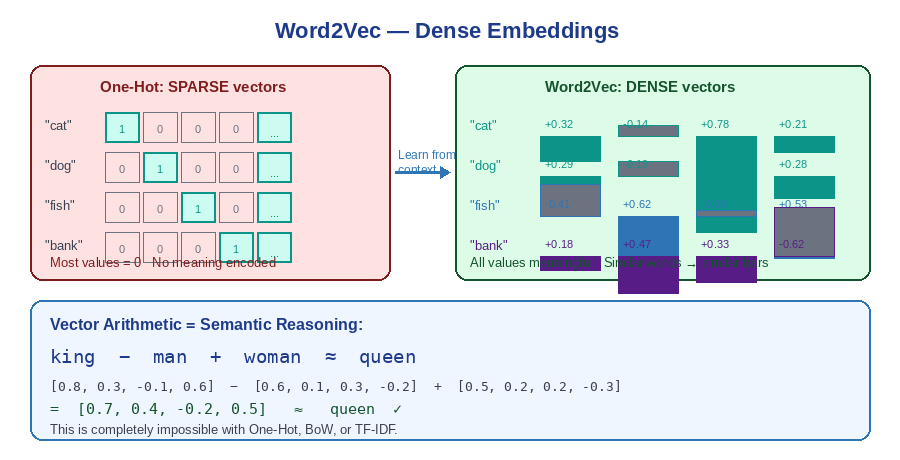 Word2Vec — Dense Embeddings
One-Hot: SPARSE vectors
"cat" 1 0 0 0 ...
"dog" 0 1 0 0 ...
"fish" 0 0 1 0 ...
"bank" 0 0 0 1 ...
Most values = 0 No meaning encoded
Learn from
context
Word2Vec: DENSE vectors
"cat" +0.32 -0.14 +0.78 +0.21
"dog" +0.29 +0.28
"fish" +0.62 +0.53
"bank" +0.18 +0.47 +0.33 -0.62
All values
Vector Arithmetic = Semantic Reasoning:
king − man + woman ≈ queen
[0.8, 0.3, -0.1, 0.6] − [0.6, 0.1, 0.3, -0.2] + [0.5, 0.2, 0.2, -0.3]
= [0.7, 0.4, -0.2, 0.5] ≈ queen ✓
This is completely impossible with One-Hot, BoW, or TF-IDF.